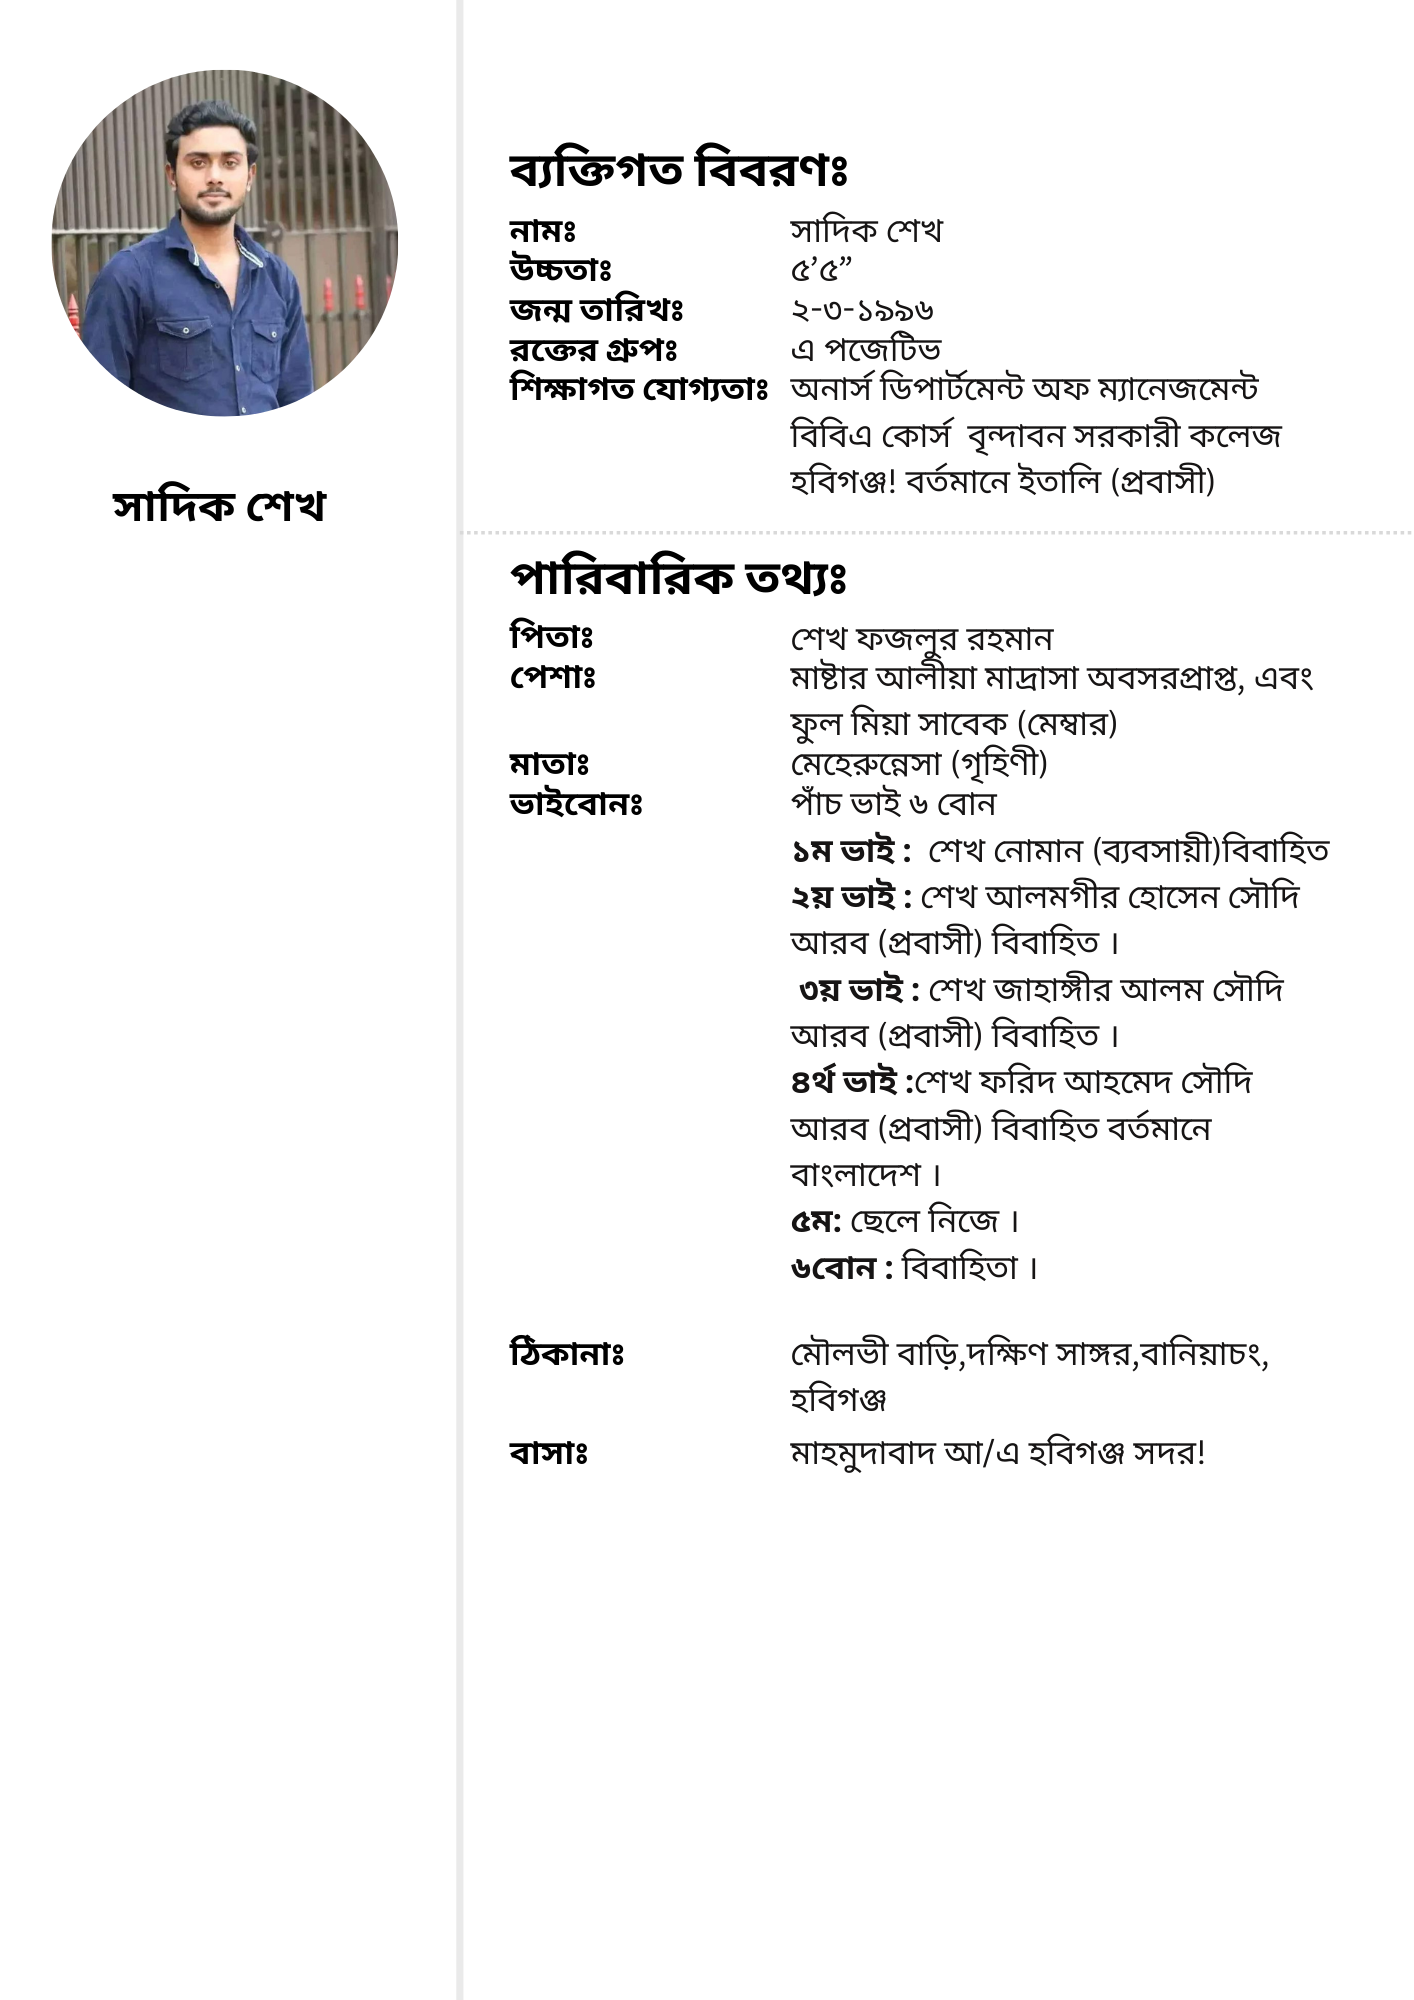 সাদিক শেখ
ব্যক্তিগত বিবরণঃ
নামঃ সাদিক শেখ
উচ্চতাঃ ৫’৫”
জন্ম তারিখঃ ২-৩-১৯৯৬
রক্তের গ্রুপঃ এ পজেটিভ
শিক্ষাগত যোগ্যতাঃ অনার্স ডিপার্টমেন্ট অফ ম্যানেজমেন্ট
বিবিএ কোর্স বৃন্দাবন সরকারী কলেজ
হবিগঞ্জ! বর্তমানে ইতালি (প্রবাসী)
পারিবারিক তথ্যঃ
পিতাঃ শেখ ফজলুর রহমান
পেশাঃ মাষ্টার আলীয়া মাদ্রাসা অবসরপ্রাপ্ত, এবং
ফুল মিয়া সাবেক (মেম্বার)
মাতাঃ মেহেরুন্নেসা (গৃহিণী)
ভাইবোনঃ পাঁচ ভাই ৬ বোন
১ম ভাই : শেখ নোমান (ব্যবসায়ী)বিবাহিত
২য় ভাই : শেখ আলমগীর হোসেন সৌদি
আরব (প্রবাসী) বিবাহিত ।
৩য় ভাই : শেখ জাহাঙ্গীর আলম সৌদি
আরব (প্রবাসী) বিবাহিত ।
৪র্থ ভাই :শেখ ফরিদ আহমেদ সৌদি
আরব (প্রবাসী) বিবাহিত বর্তমানে
বাংলাদেশ ।
৫ম: ছেলে নিজে ।
৬বোন : বিবাহিতা ।
ঠিকানাঃ মৌলভী বাড়ি,দক্ষিণ সাঙ্গর,বানিয়াচং,
হবিগঞ্জ
বাসাঃ মাহমুদাবাদ আ/এ হবিগঞ্জ সদর!